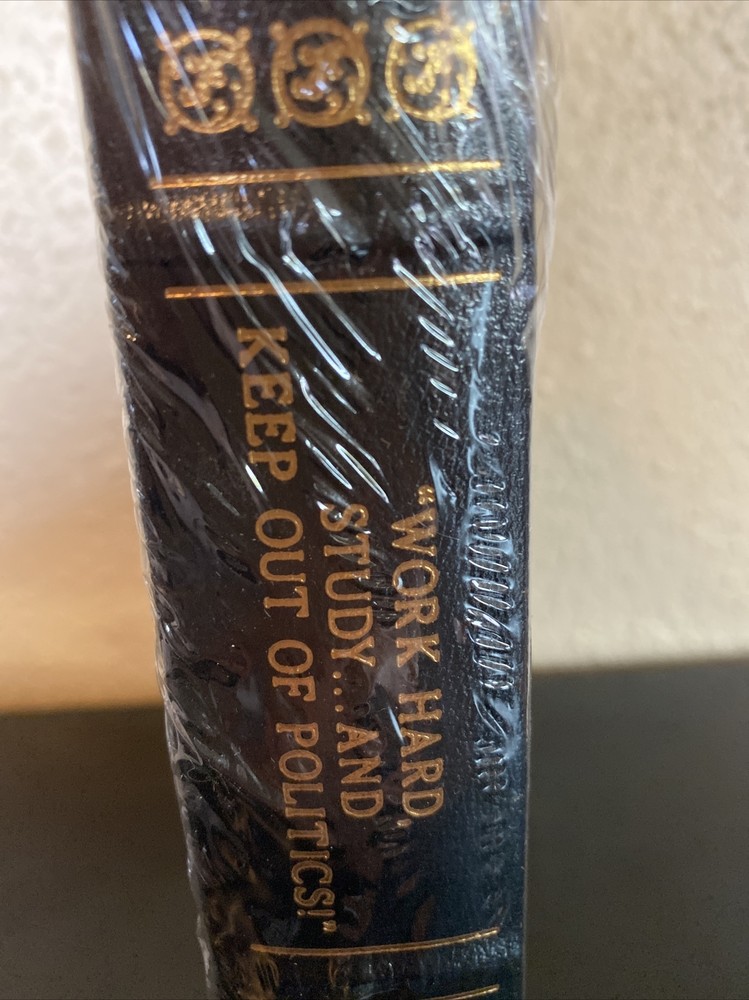 “WORK HARD,
STUDY...AND
KEEP OUT OF POLITICS!”